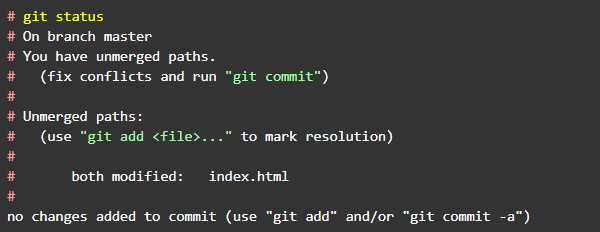 # git status
# On branch master
# You have unmerged paths.
#   (fix conflicts and run "git commit")
#
# Unmerged paths:
#   (use "git add <file>..." to mark resolution)
#
#       both modified:   index.html
#
no changes added to commit (use "git add" and/or "git commit -a")